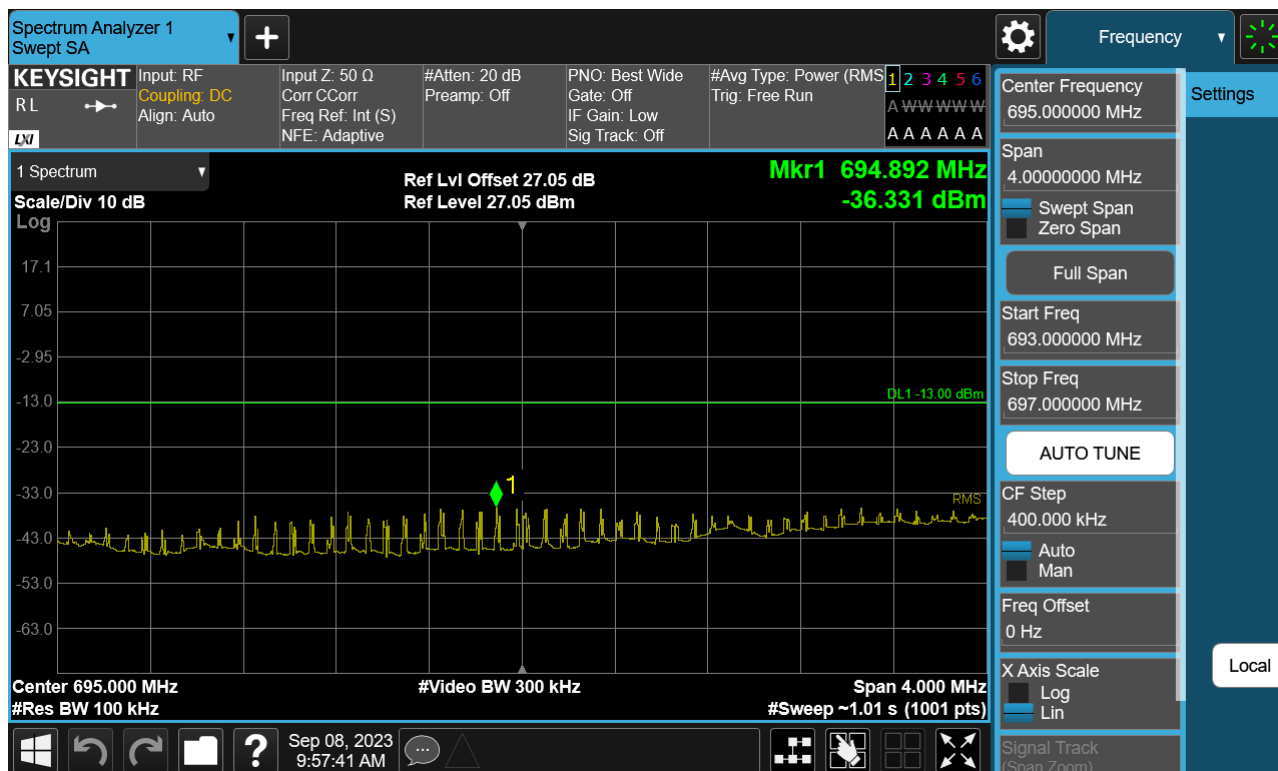 Spectrum Analyzer 1
Swept SA
Frequency
KEYSIGHT
R L
LXI
Input: RF
Coupling: DC
Align: Auto
Input Z: 50 Ω
Corr CCorr
Freq Ref: Int (S)
NFE: Adaptive
#Atten: 20 dB
Preamp: Off
PNO: Best Wide
Gate: Off
IF Gain: Low
Sig Track: Off
#Avg Type: Power (RMS
Trig: Free Run
1 2 3 4 5 6
A W W W W W
A A A A A A
1 Spectrum
Scale/Div 10 dB
Ref Lvl Offset 27.05 dB
Ref Level 27.05 dBm
Mkr1 694.892 MHz
-36.331 dBm
Log
17.1
7.05
-2.95
-13.0
-23.0
-33.0
-43.0
-53.0
-63.0
DL1 -13.00 dBm
1
RMS
Center 695.000 MHz
#Res BW 100 kHz
#Video BW 300 kHz
Span 4.000 MHz
#Sweep ~1.01 s (1001 pts)
Center Frequency
695.000000 MHz
Span
4.00000000 MHz
Swept Span
Zero Span
Full Span
Start Freq
693.000000 MHz
Stop Freq
697.000000 MHz
AUTO TUNE
CF Step
400.000 kHz
Auto
Man
Freq Offset
0 Hz
X Axis Scale
Log
Lin
Signal Track
(Span Zoom)
Settings
Local
?
Sep 08, 2023
9:57:41 AM